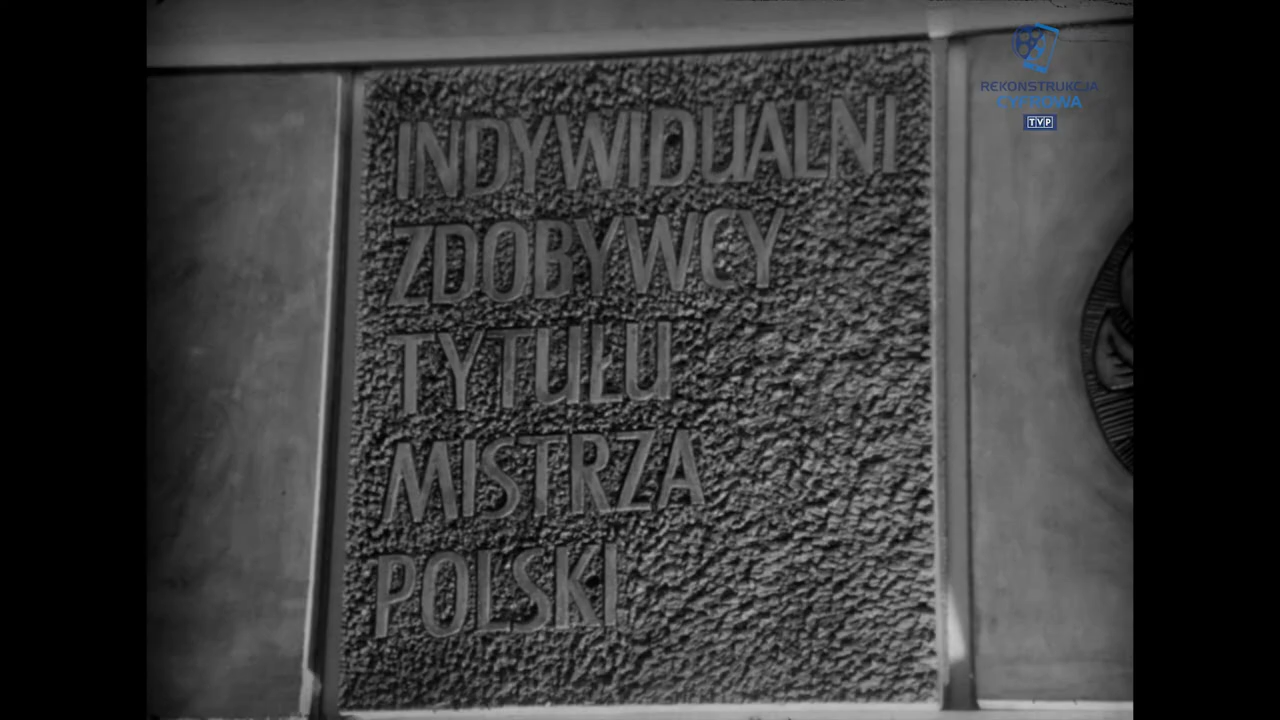 INDYWIDUALNI
ZDOBYWCY
TYTUŁU
MISTRZA
POLSKI
REKONSTRUKCJA
CYFROWA
TVP